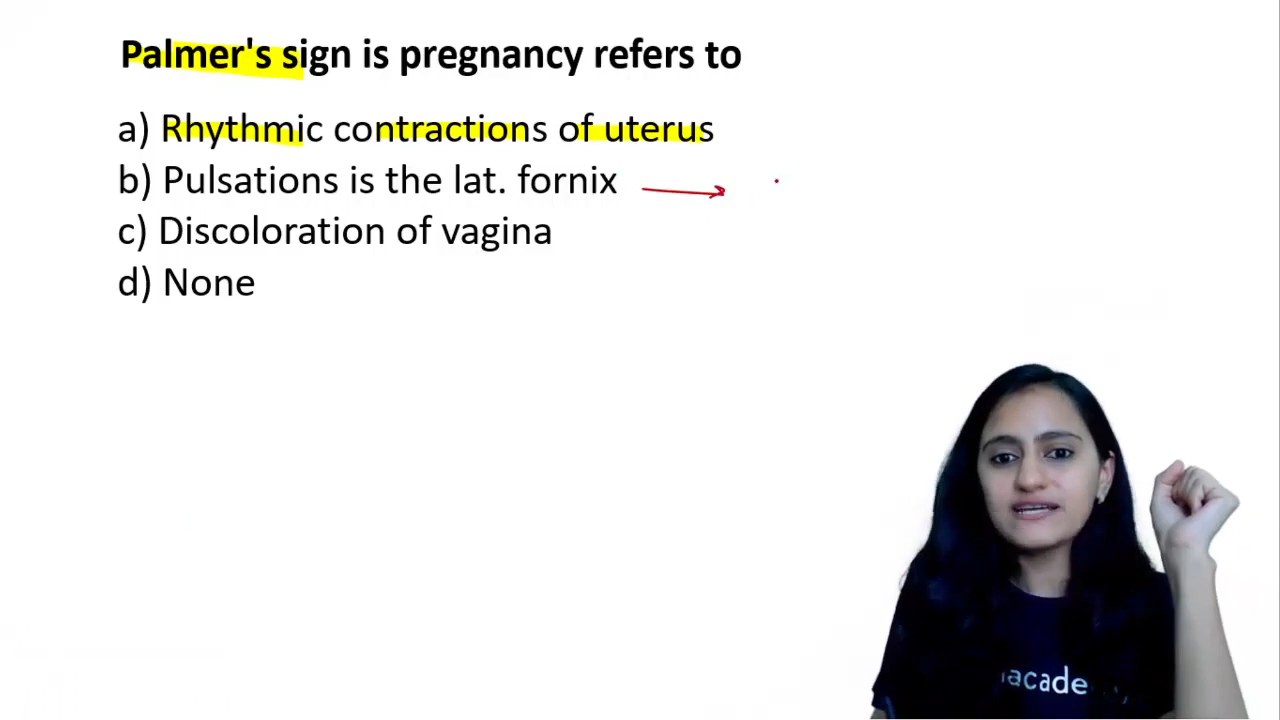 Palmer's sign is pregnancy refers to
a) Rhythmic contractions of uterus
b) Pulsations is the lat. fornix
c) Discoloration of vagina
d) None
acade